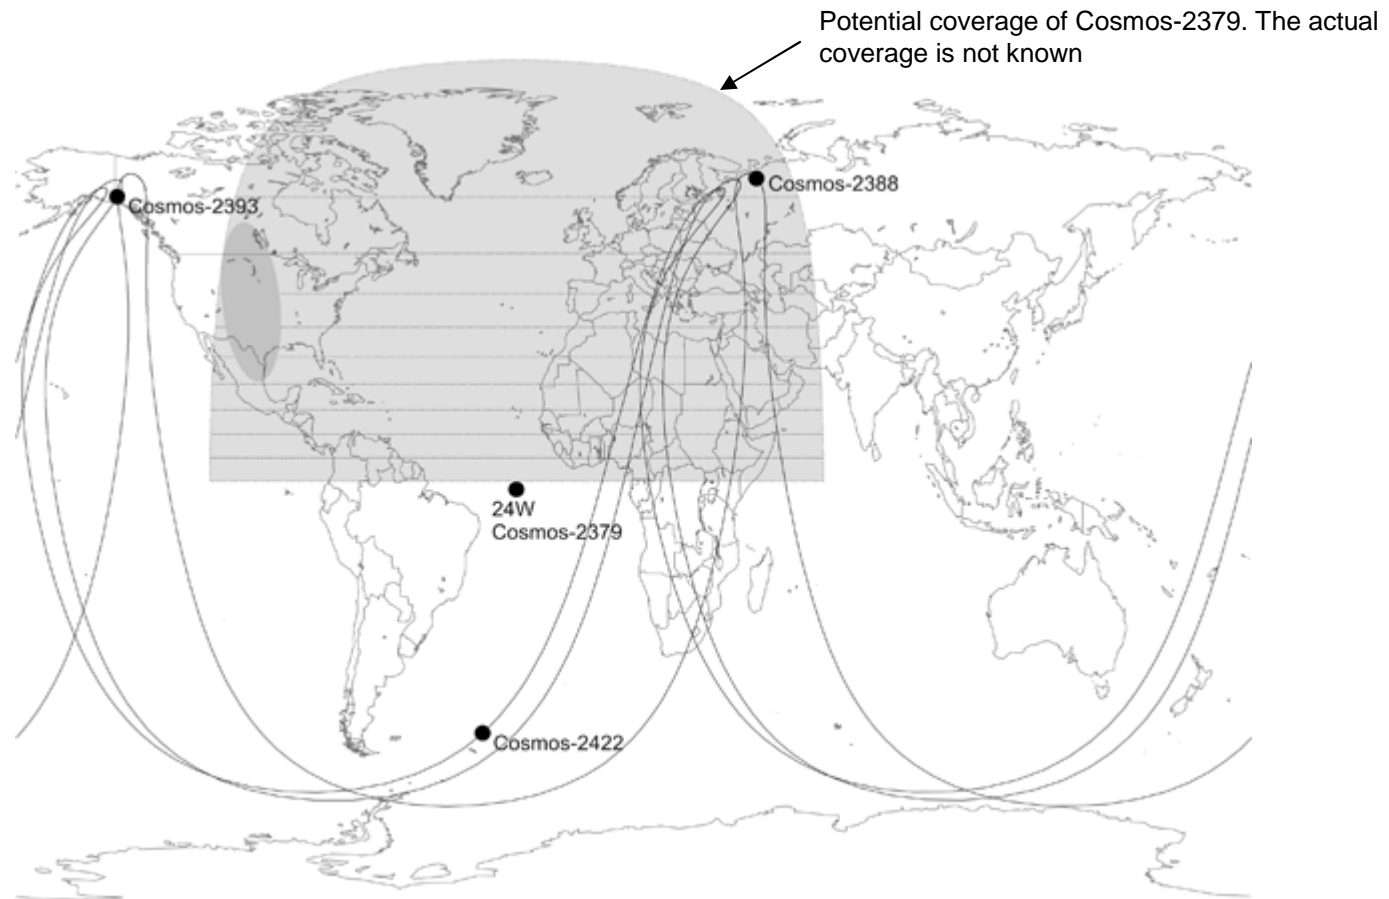 Potential coverage of Cosmos-2379. The actual
coverage is not known
Cosmos-2388
Cosmos-2393
24W
Cosmos-2379
Cosmos-2422